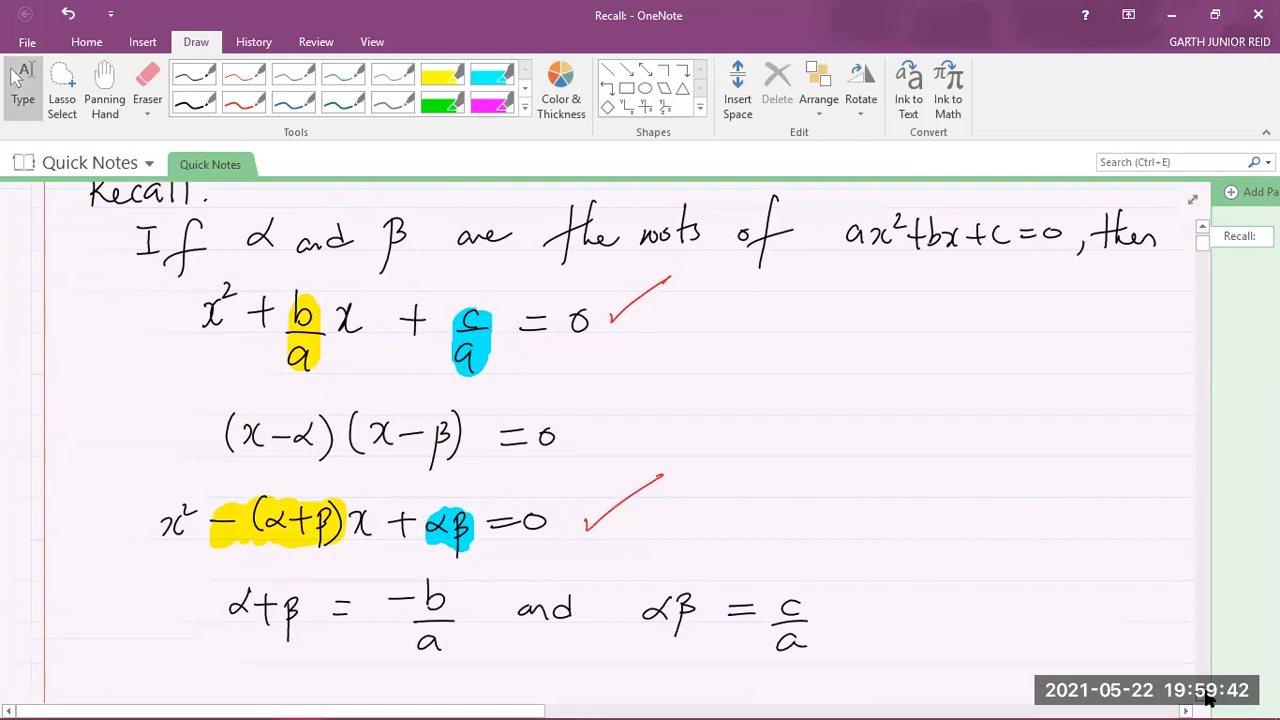 Recall: - OneNote
File Home Insert Draw History Review View GARTH JUNIOR REID
Type Lasso Select Panning Hand Eraser Color & Thickness Insert Space Delete Arrange Rotate Ink to Text Ink to Math
Tools Shapes Edit Convert
Quick Notes Quick Notes Search (Ctrl+E)
Add Pa
Recall:
Recall:
If α and β are the roots of ax²+bx+c=0, then
x² + b/a x + c/a = 0 ✓
(x-α)(x-β) = 0
x² -(α+β)x + αβ = 0 ✓
α+β = -b/a and αβ = c/a
2021-05-22 19:59:42